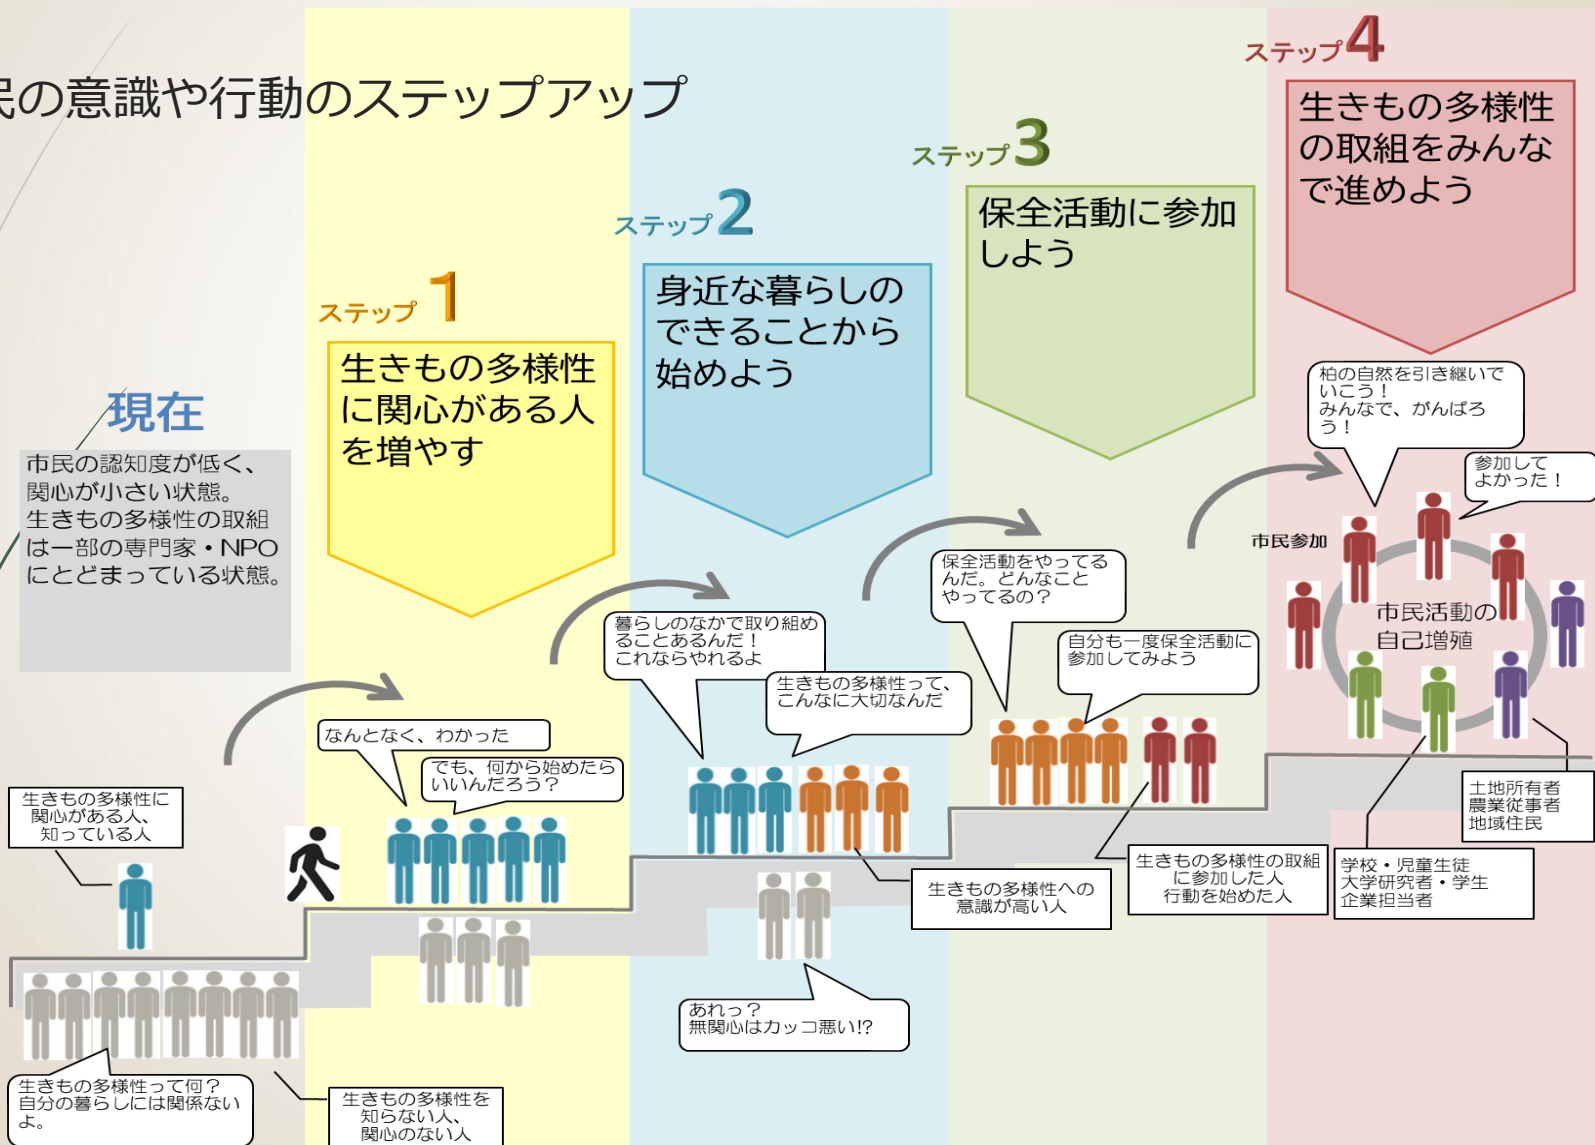 民の意識や行動のステップアップ
現在
市民の認知度が低く、
関心が小さい状態。
生きもの多様性の取組
は一部の専門家・NPO
にとどまっている状態。
生きもの多様性に
関心がある人、
知っている人
生きもの多様性って何?
自分の暮らしには関係ない
よ。
生きもの多様性を
知らない人、
関心のない人
ステップ1
生きもの多様性
に関心がある人
を増やす
なんとなく、わかった
でも、何から始めたら
いいんだろう?
ステップ2
身近な暮らしの
できることから
始めよう
暮らしのなかで取り組め
ることあるんだ!
これならやれるよ
生きもの多様性って、
こんなに大切なんだ
生きもの多様性への
意識が高い人
あれっ?
無関心はカッコ悪い!?
ステップ3
保全活動に参加
しよう
保全活動をやってる
んだ。どんなこと
やってるの?
自分も一度保全活動に
参加してみよう
生きもの多様性の取組
に参加した人
行動を始めた人
ステップ4
生きもの多様性
の取組をみんな
で進めよう
柏の自然を引き継いで
いこう!
みんなで、がんばろ
う!
参加して
よかった!
市民参加
市民活動の
自己増殖
土地所有者
農業従事者
地域住民
学校・児童生徒
大学研究者・学生
企業担当者